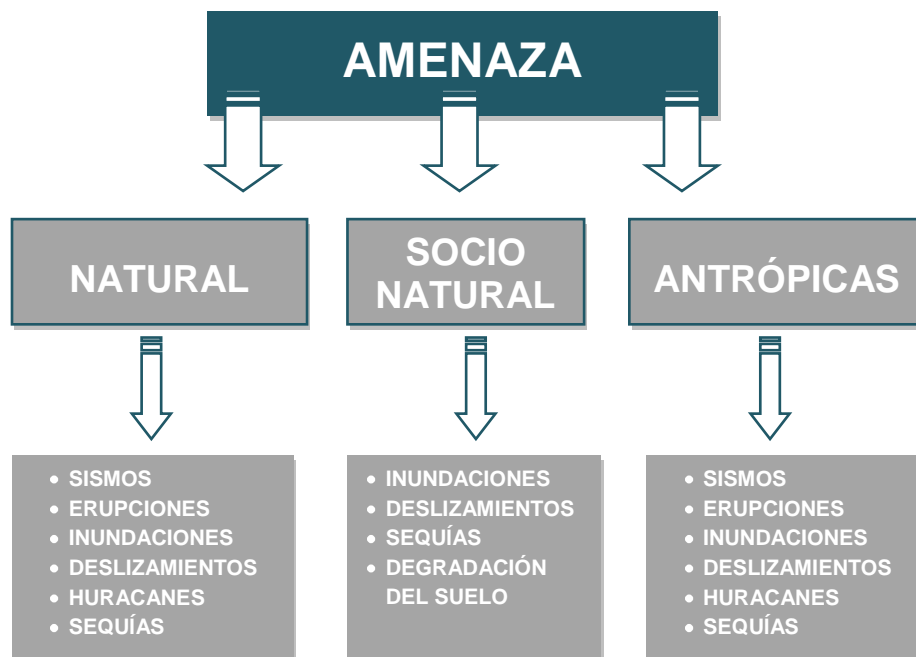 AMENAZA
NATURAL
SOCIO
NATURAL
ANTRÓPICAS
• SISMOS
• ERUPCIONES
• INUNDACIONES
• DESLIZAMIENTOS
• HURACANES
• SEQUÍAS
• INUNDACIONES
• DESLIZAMIENTOS
• SEQUÍAS
• DEGRADACIÓN
DEL SUELO
• SISMOS
• ERUPCIONES
• INUNDACIONES
• DESLIZAMIENTOS
• HURACANES
• SEQUÍAS